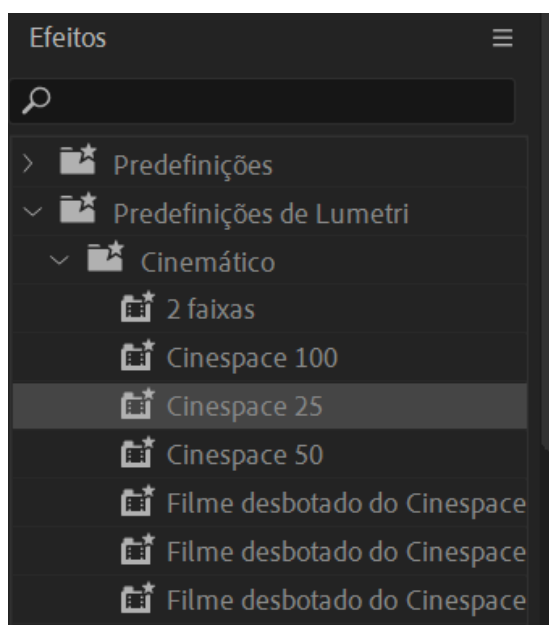 Efeitos
Predefinições
Predefinições de Lumetri
Cinemático
2 faixas
Cinespace 100
Cinespace 25
Cinespace 50
Filme desbotado do Cinespace
Filme desbotado do Cinespace
Filme desbotado do Cinespace